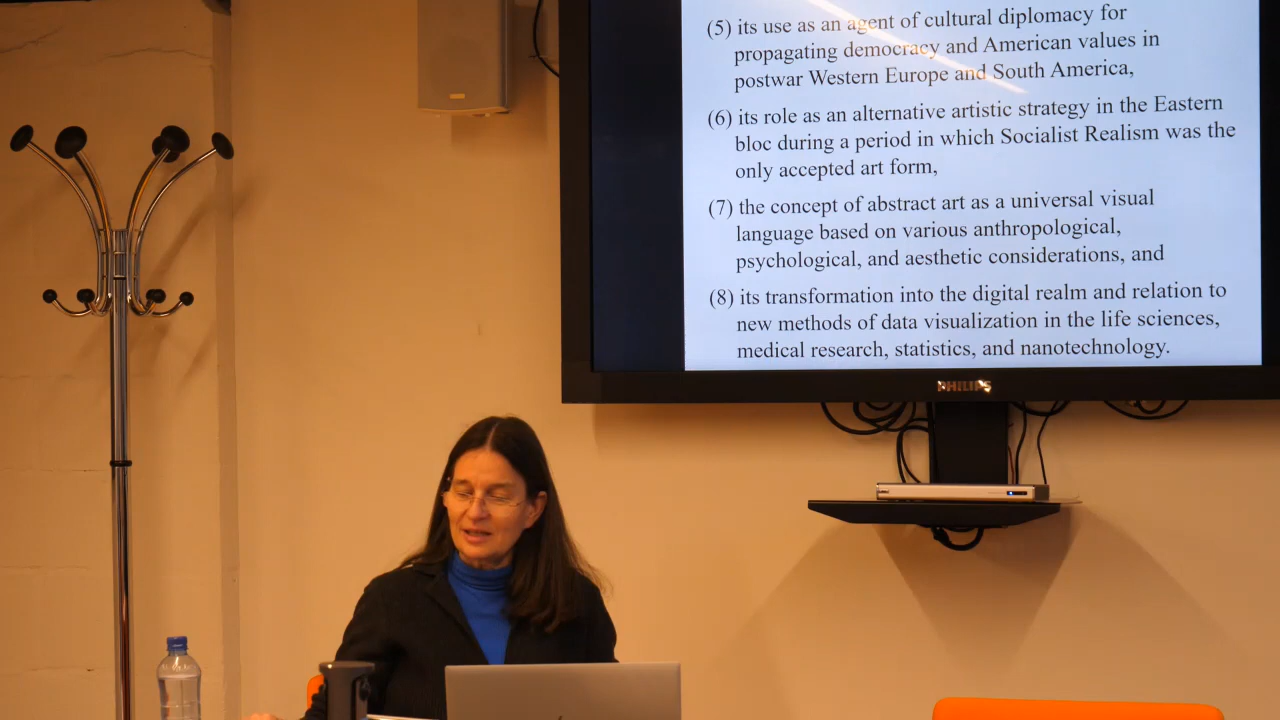 (5) its use as an agent of cultural diplomacy for
propagating democracy and American values in
postwar Western Europe and South America,
(6) its role as an alternative artistic strategy in the Eastern
bloc during a period in which Socialist Realism was the
only accepted art form,
(7) the concept of abstract art as a universal visual
language based on various anthropological,
psychological, and aesthetic considerations, and
(8) its transformation into the digital realm and relation to
new methods of data visualization in the life sciences,
medical research, statistics, and nanotechnology.
PHILIPS